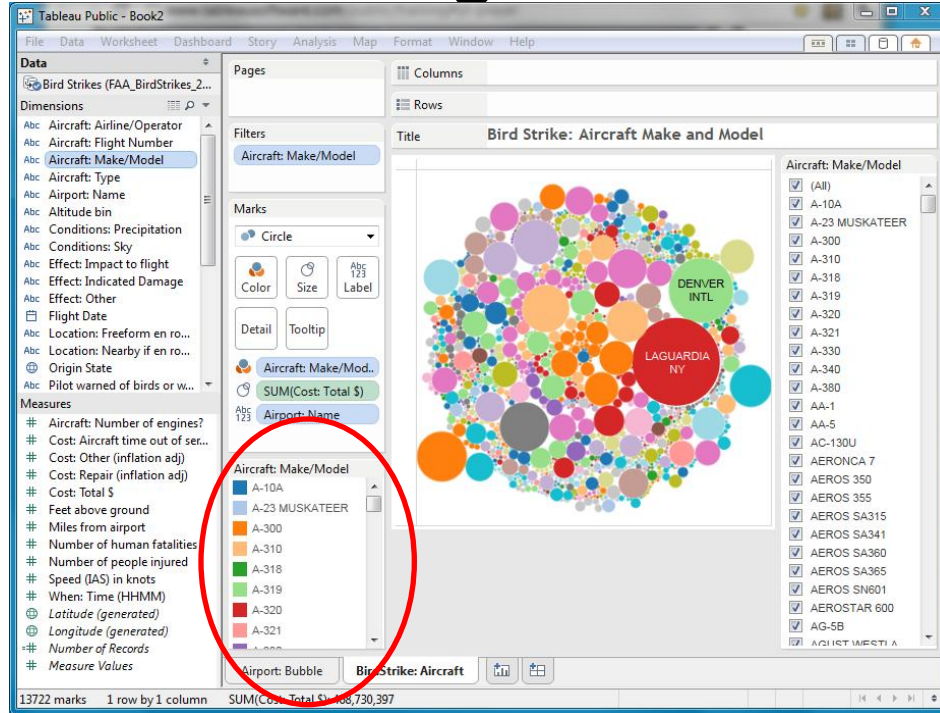 Tableau Public - Book2
File Data Worksheet Dashboard Story Analysis Map Format Window Help
Data
Bird Strikes (FAA_BirdStrikes_2...
Dimensions
Abc Aircraft: Airline/Operator
Abc Aircraft: Flight Number
Abc Aircraft: Make/Model
Abc Aircraft: Type
Abc Airport: Name
Abc Altitude bin
Abc Conditions: Precipitation
Abc Conditions: Sky
Abc Effect: Impact to flight
Abc Effect: Indicated Damage
Abc Effect: Other
Flight Date
Abc Location: Freeform en ro...
Abc Location: Nearby if en ro...
Origin State
Abc Pilot warned of birds or w...
Measures
# Aircraft: Number of engines?
# Cost: Aircraft time out of ser...
# Cost: Other (inflation adj)
# Cost: Repair (inflation adj)
# Cost: Total $
# Feet above ground
# Miles from airport
# Number of human fatalities
# Number of people injured
# Speed (IAS) in knots
# When: Time (HHMM)
Latitude (generated)
Longitude (generated)
=# Number of Records
# Measure Values
Pages
Filters
Aircraft: Make/Model
Marks
Circle
Color
Size
Abc
123
Label
Detail
Tooltip
Aircraft: Make/Mod..
SUM(Cost: Total $)
Abc
123
Airport: Name
Aircraft: Make/Model
A-10A
A-23 MUSKATEER
A-300
A-310
A-318
A-319
A-320
A-321
Columns
Rows
Title
Bird Strike: Aircraft Make and Model
DENVER
INTL
LAGUARDIA
NY
Aircraft: Make/Model
(All)
A-10A
A-23 MUSKATEER
A-300
A-310
A-318
A-319
A-320
A-321
A-330
A-340
A-380
AA-1
AA-5
AC-130U
AERONCA 7
AEROS 350
AEROS 355
AEROS SA315
AEROS SA341
AEROS SA360
AEROS SA365
AEROS SN601
AEROSTAR 600
AG-5B
AGUST WESTLA
Airport: Bubble
Bird Strike: Aircraft
13722 marks 1 row by 1 column SUM(Cost: Total $): 468,730,397